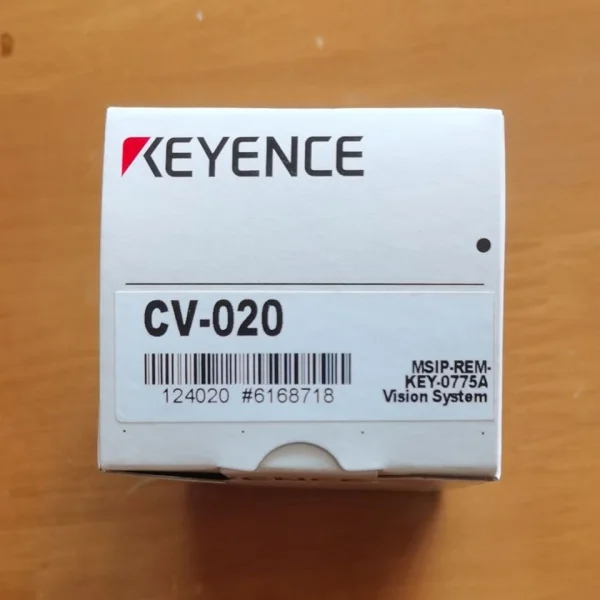 KEYENCE
CV-020
124020 #6168718
MSIP-REM-
KEY-0775A
Vision System